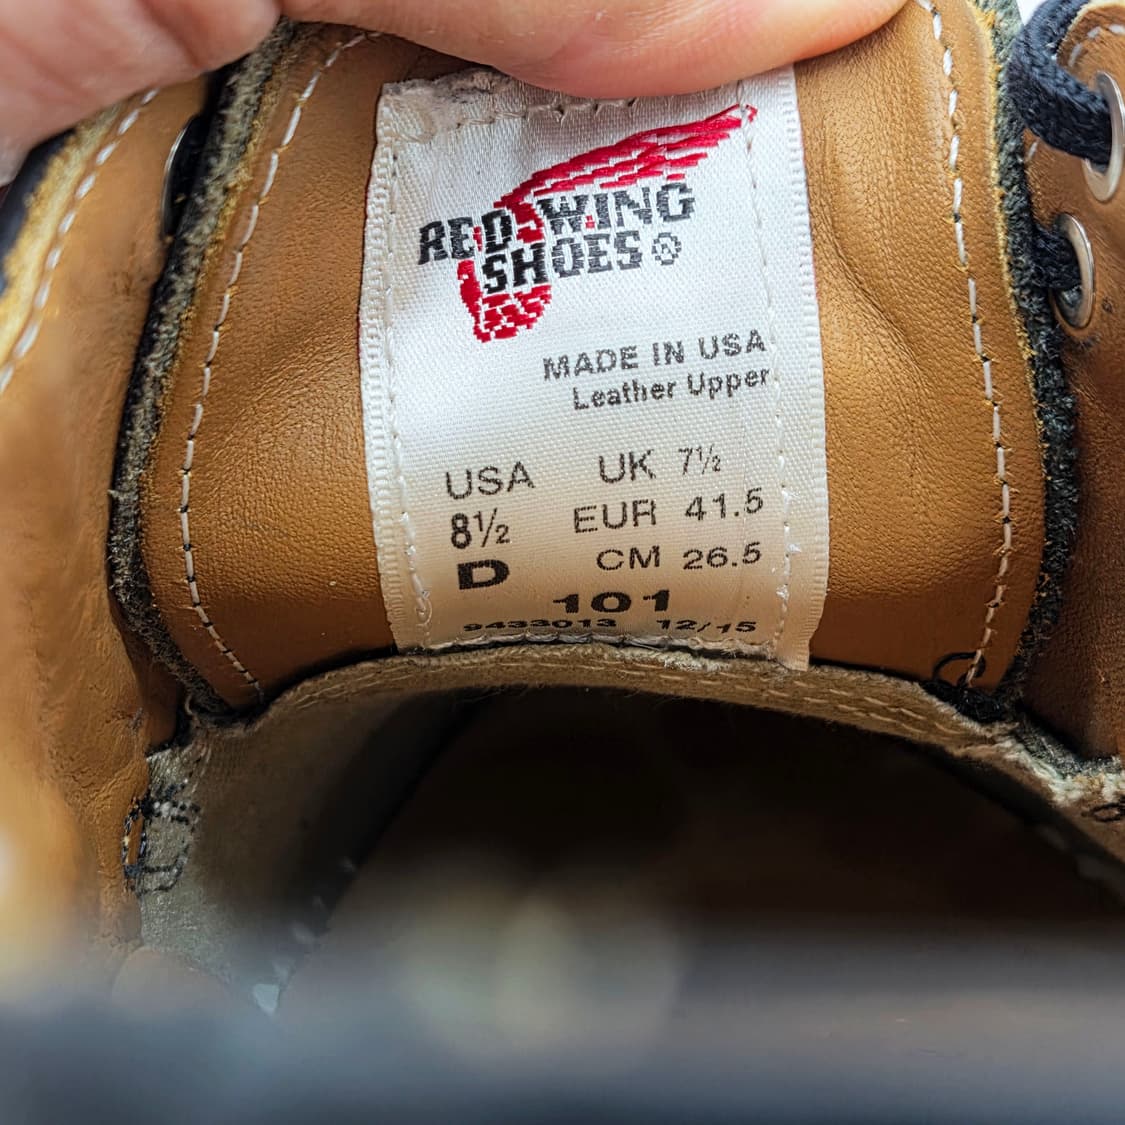 RED WING
SHOES®
MADE IN USA
Leather Upper
USA UK 7½
8½ EUR 41.5
D CM 26.5
101
9433013 12/15